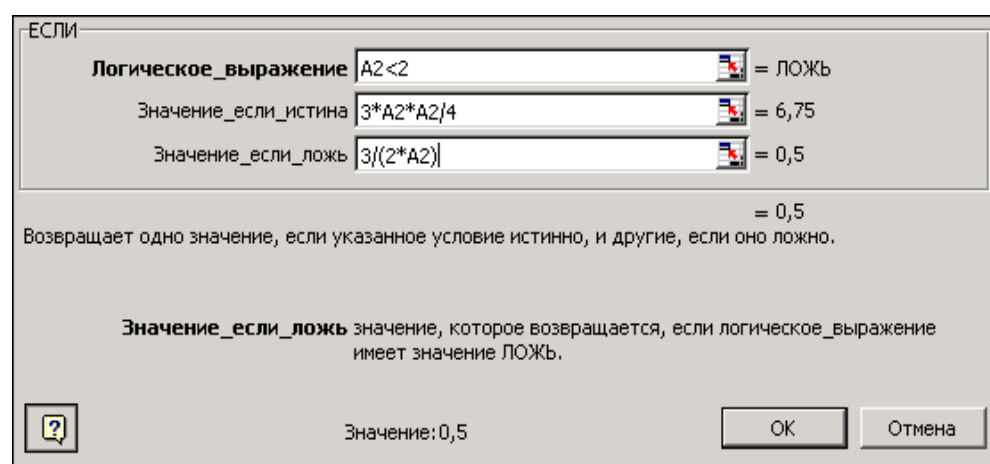 ЕСЛИ
Логическое_выражение A2<2 = ЛОЖЬ
Значение_если_истина 3*A2*A2/4 = 6,75
Значение_если_ложь 3/(2*A2) = 0,5
= 0,5
Возвращает одно значение, если указанное условие истинно, и другие, если оно ложно.
Значение_если_ложь значение, которое возвращается, если логическое_выражение
имеет значение ЛОЖЬ.
? Значение:0,5 OK Отмена